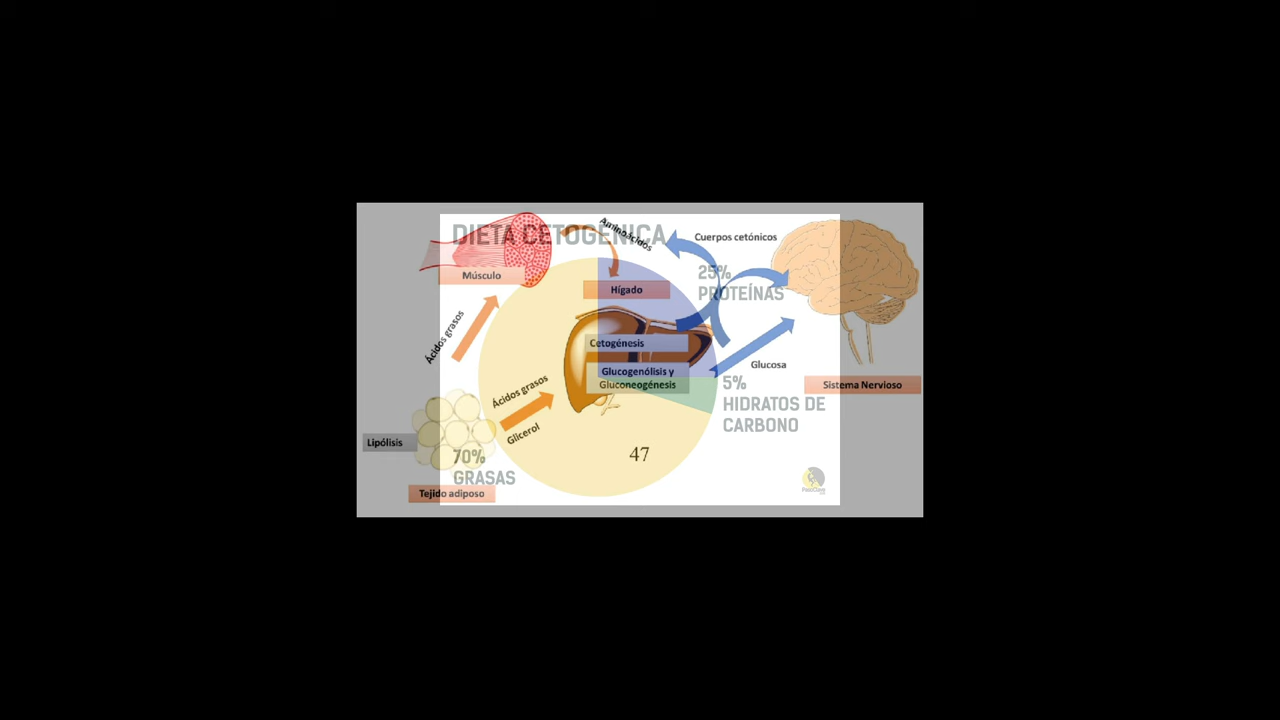 DIETA CETOGÉNICA
Aminoácidos
Cuerpos cetónicos
Músculo
25%
PROTEÍNAS
Hígado
Ácidos grasos
Cetogénesis
Glucogenólisis y
Gluconeogénesis
Glucosa
Sistema Nervioso
5%
HIDRATOS DE
CARBONO
Ácidos grasos
Glicerol
Lipólisis
47
70%
GRASAS
Tejido adiposo